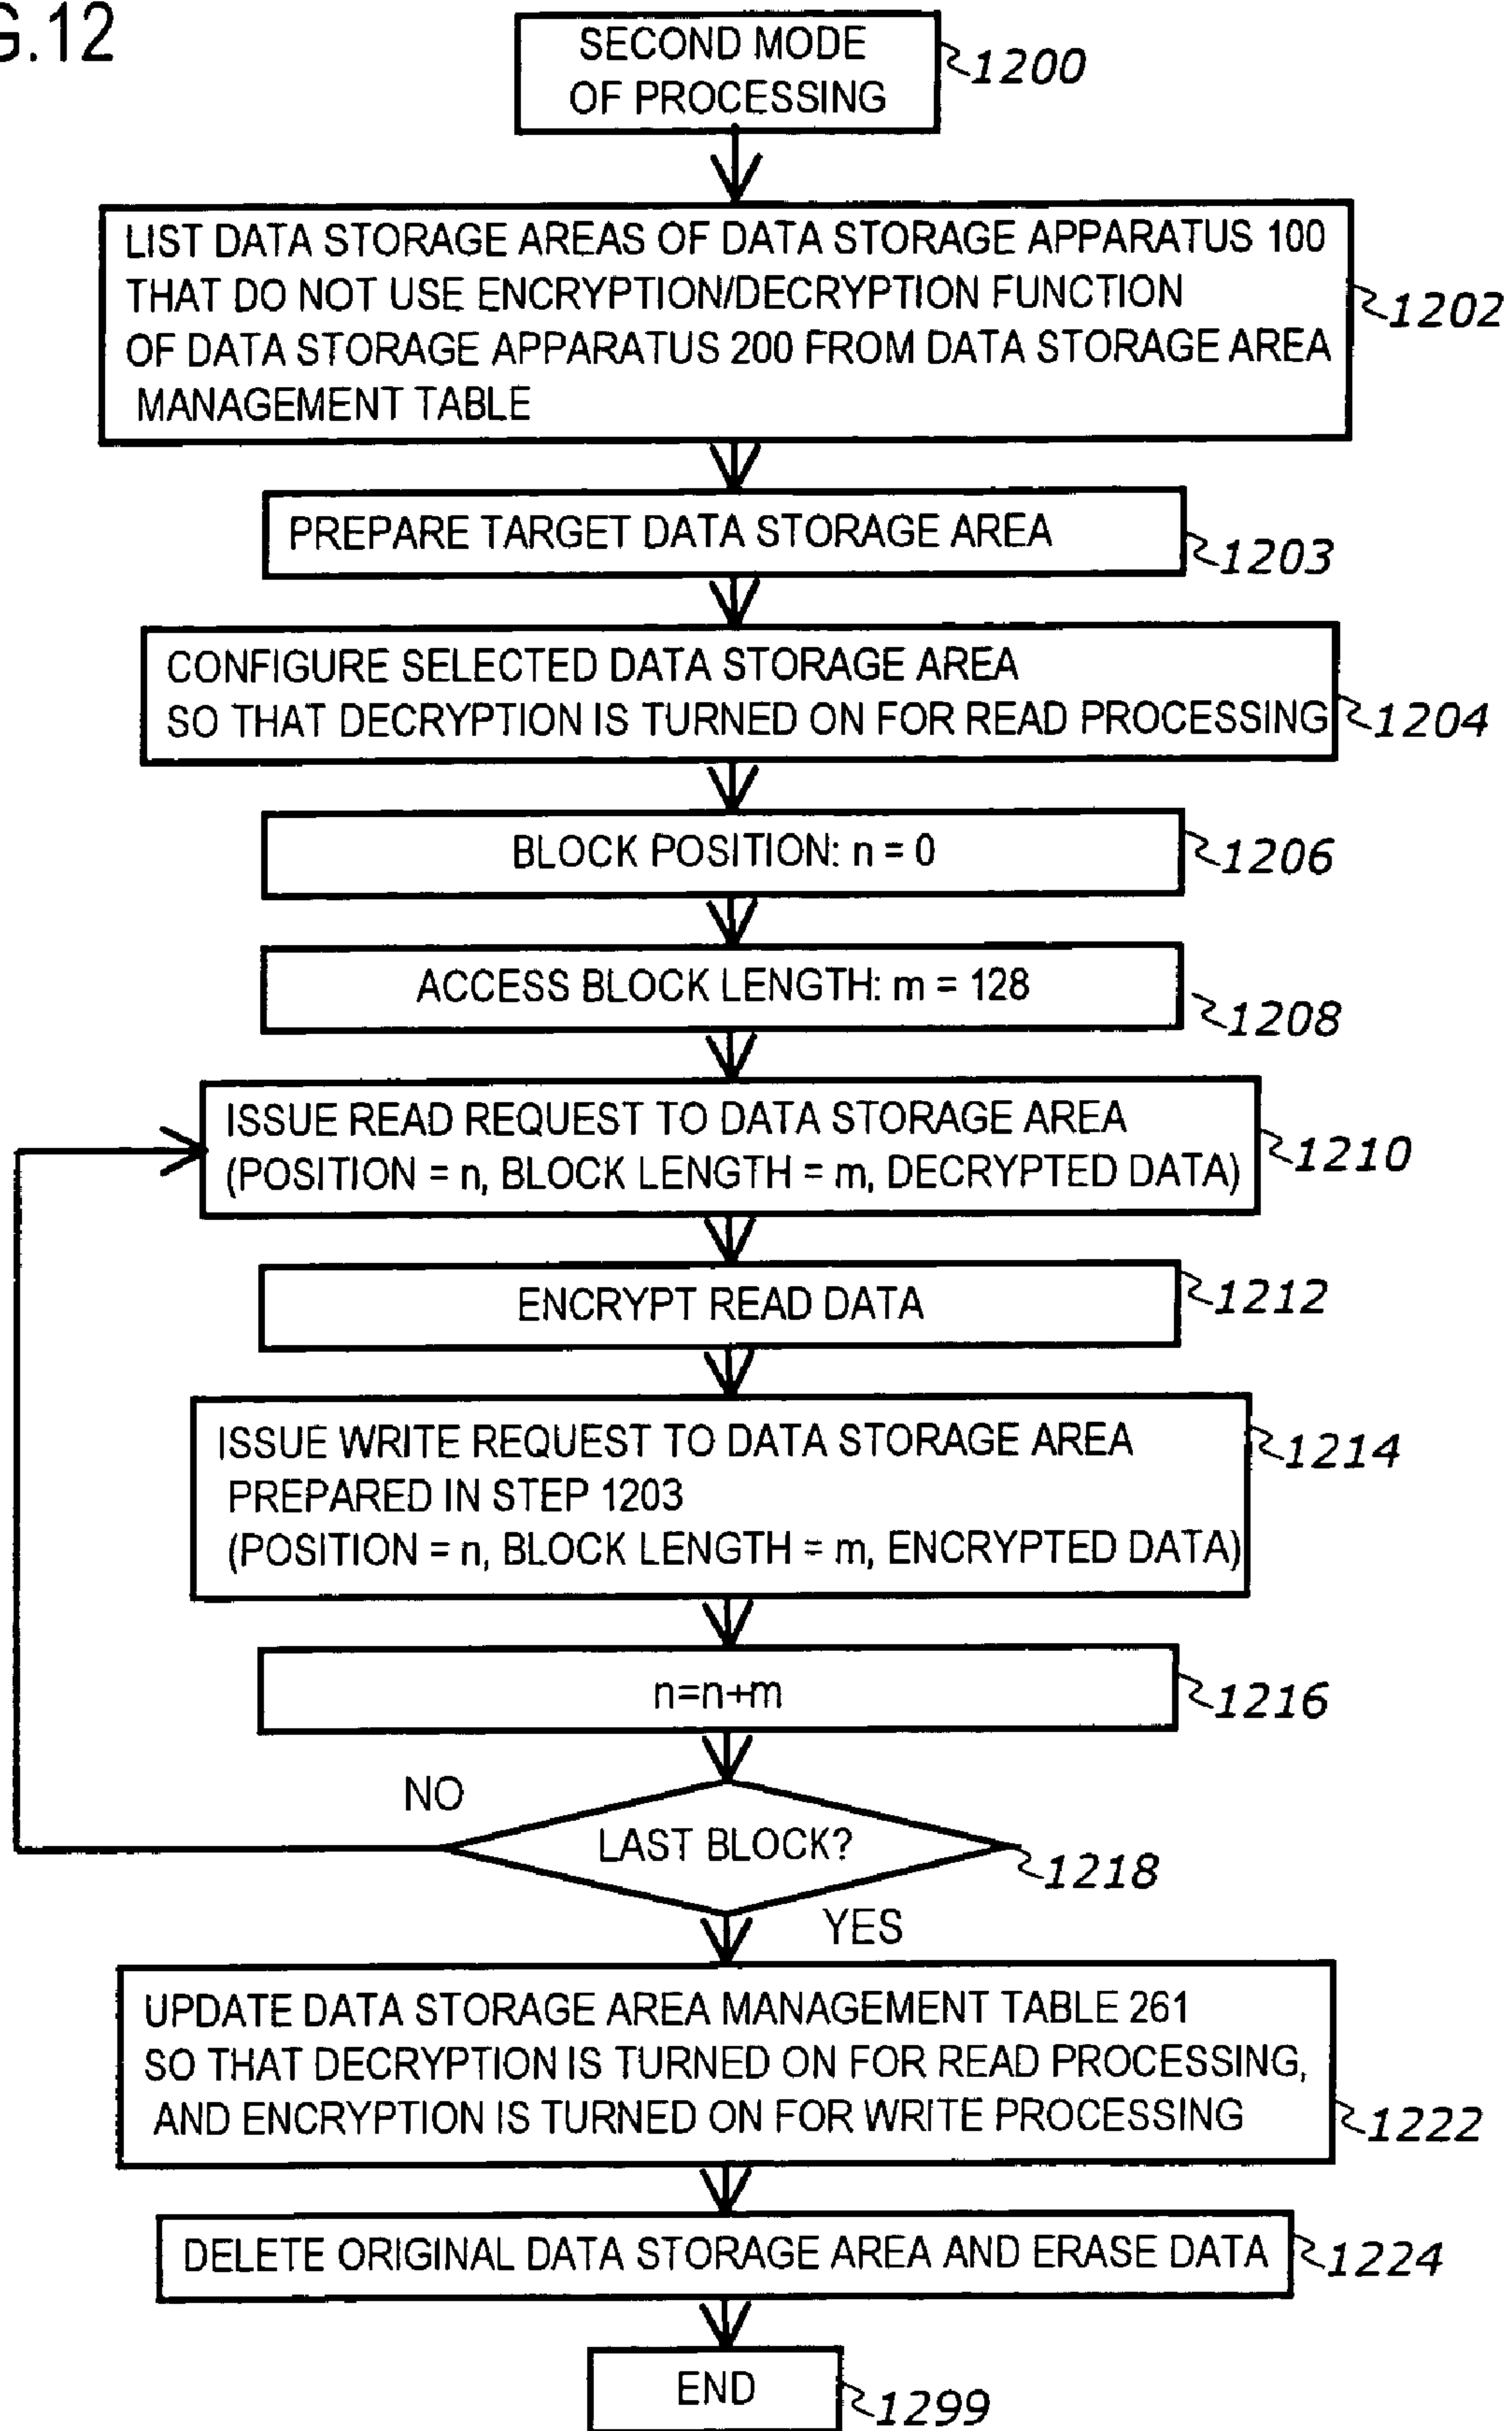 G.12
SECOND MODE
OF PROCESSING
1200
LIST DATA STORAGE AREAS OF DATA STORAGE APPARATUS 100
THAT DO NOT USE ENCRYPTION/DECRYPTION FUNCTION
OF DATA STORAGE APPARATUS 200 FROM DATA STORAGE AREA
MANAGEMENT TABLE
1202
PREPARE TARGET DATA STORAGE AREA
1203
CONFIGURE SELECTED DATA STORAGE AREA
SO THAT DECRYPTION IS TURNED ON FOR READ PROCESSING
1204
BLOCK POSITION: n = 0
1206
ACCESS BLOCK LENGTH: m = 128
1208
ISSUE READ REQUEST TO DATA STORAGE AREA
(POSITION = n, BLOCK LENGTH = m, DECRYPTED DATA)
1210
ENCRYPT READ DATA
1212
ISSUE WRITE REQUEST TO DATA STORAGE AREA
PREPARED IN STEP 1203
(POSITION = n, BLOCK LENGTH = m, ENCRYPTED DATA)
1214
n=n+m
1216
NO
LAST BLOCK?
1218
YES
UPDATE DATA STORAGE AREA MANAGEMENT TABLE 261
SO THAT DECRYPTION IS TURNED ON FOR READ PROCESSING,
AND ENCRYPTION IS TURNED ON FOR WRITE PROCESSING
1222
DELETE ORIGINAL DATA STORAGE AREA AND ERASE DATA
1224
END
1299